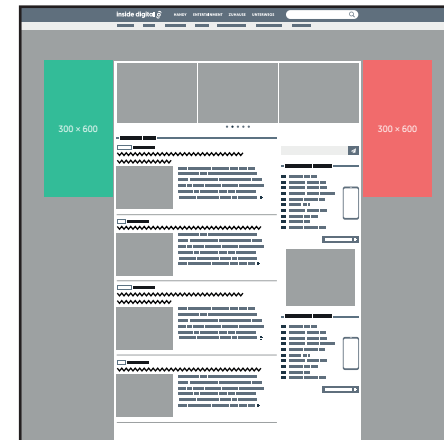 inside digital
HANDY ENTERTAINMENT ZUHAUSE UNTERWEGS
300 × 600
300 × 600